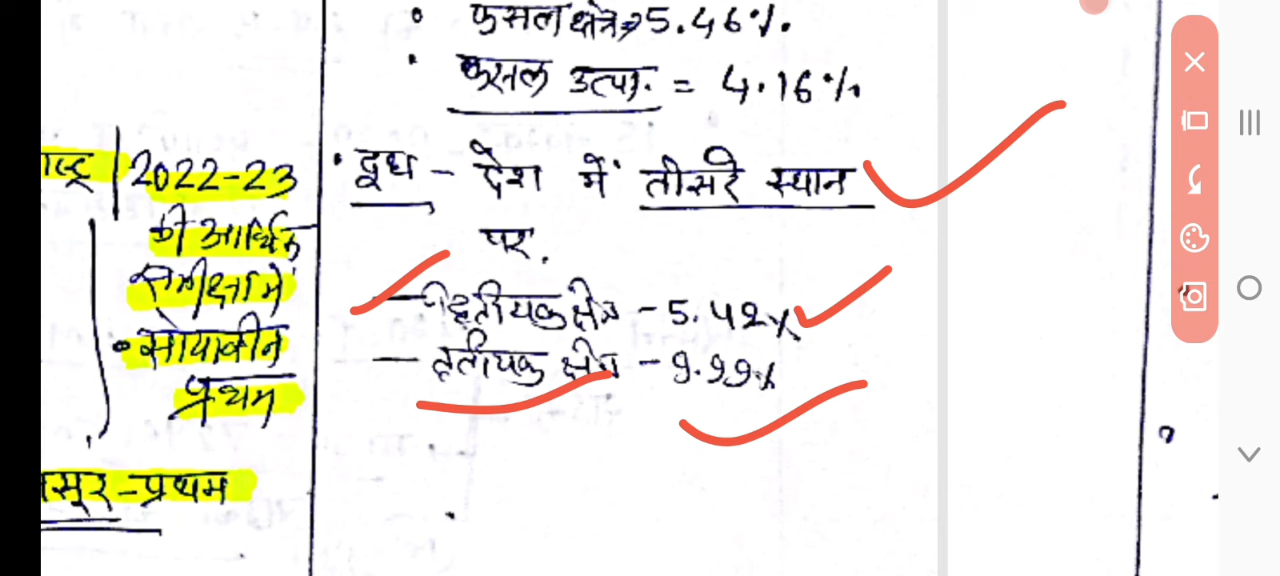 • फसल क्षेत्र⇒5.46%.
• फसल उत्पा. = 4.16%
• दूध – देश में तीसरे स्थान
पर.
– द्वितीयक क्षेत्र – 5.42%
– तृतीयक क्षेत्र – 9.99%
2022-23
की आर्थिक
समीक्षा में
• सोयाबीन
प्रथम
मसूर – प्रथम